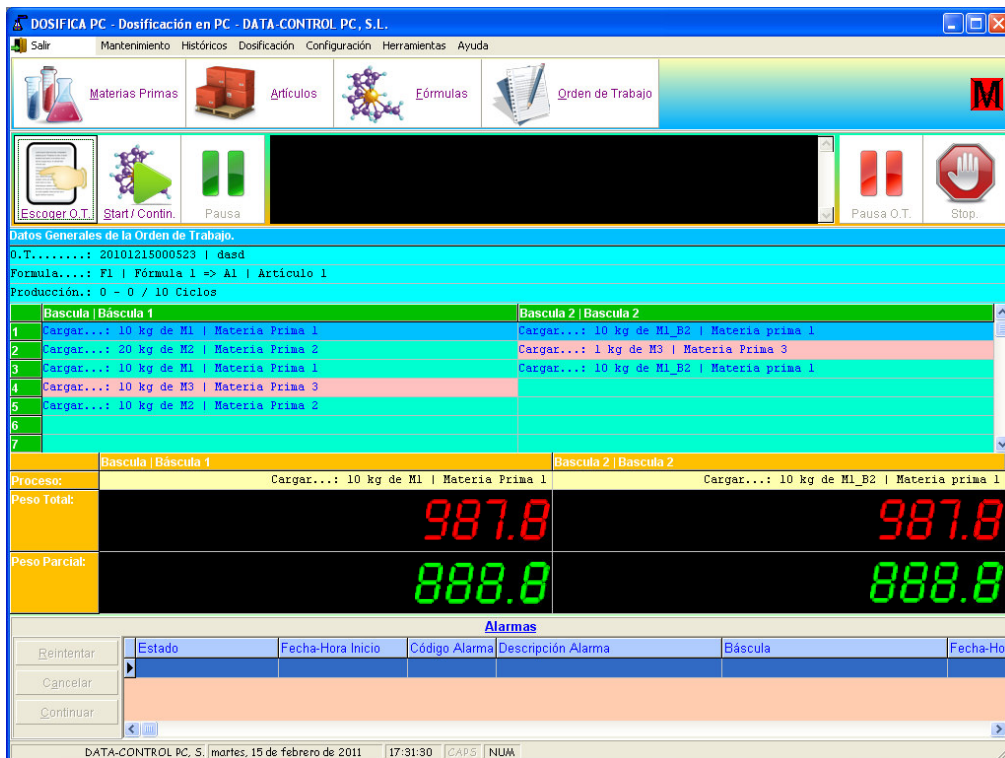 DOSIFICA PC - Dosificación en PC - DATA-CONTROL PC, S.L.
Salir Mantenimiento Históricos Dosificación Configuración Herramientas Ayuda
Materias Primas Artículos Fórmulas Orden de Trabajo M
Escoger O.T. Start / Contin. Pausa Pausa O.T. Stop.
Datos Generales de la Orden de Trabajo.
O.T........: 20101215000523 | dasd
Formula....: F1 | Fórmula 1 => A1 | Artículo 1
Producción.: 0 - 0 / 10 Ciclos
Bascula | Báscula 1 Bascula 2 | Bascula 2
1 Cargar...: 10 kg de M1 | Materia Prima 1 Cargar...: 10 kg de M1_B2 | Materia prima 1
2 Cargar...: 20 kg de M2 | Materia Prima 2 Cargar...: 1 kg de M3 | Materia Prima 3
3 Cargar...: 10 kg de M1 | Materia Prima 1 Cargar...: 10 kg de M1_B2 | Materia prima 1
4 Cargar...: 10 kg de M3 | Materia Prima 3
5 Cargar...: 10 kg de M2 | Materia Prima 2
6
7
Bascula | Báscula 1 Bascula 2 | Bascula 2
Proceso: Cargar...: 10 kg de M1 | Materia Prima 1 Cargar...: 10 kg de M1_B2 | Materia prima 1
Peso Total: 987.8 987.8
Peso Parcial: 888.8 888.8
Alarmas
Estado Fecha-Hora Inicio Código Alarma Descripción Alarma Báscula Fecha-Ho
Reintentar
Cancelar
Continuar
DATA-CONTROL PC, S. martes, 15 de febrero de 2011 17:31:30 CAPS NUM